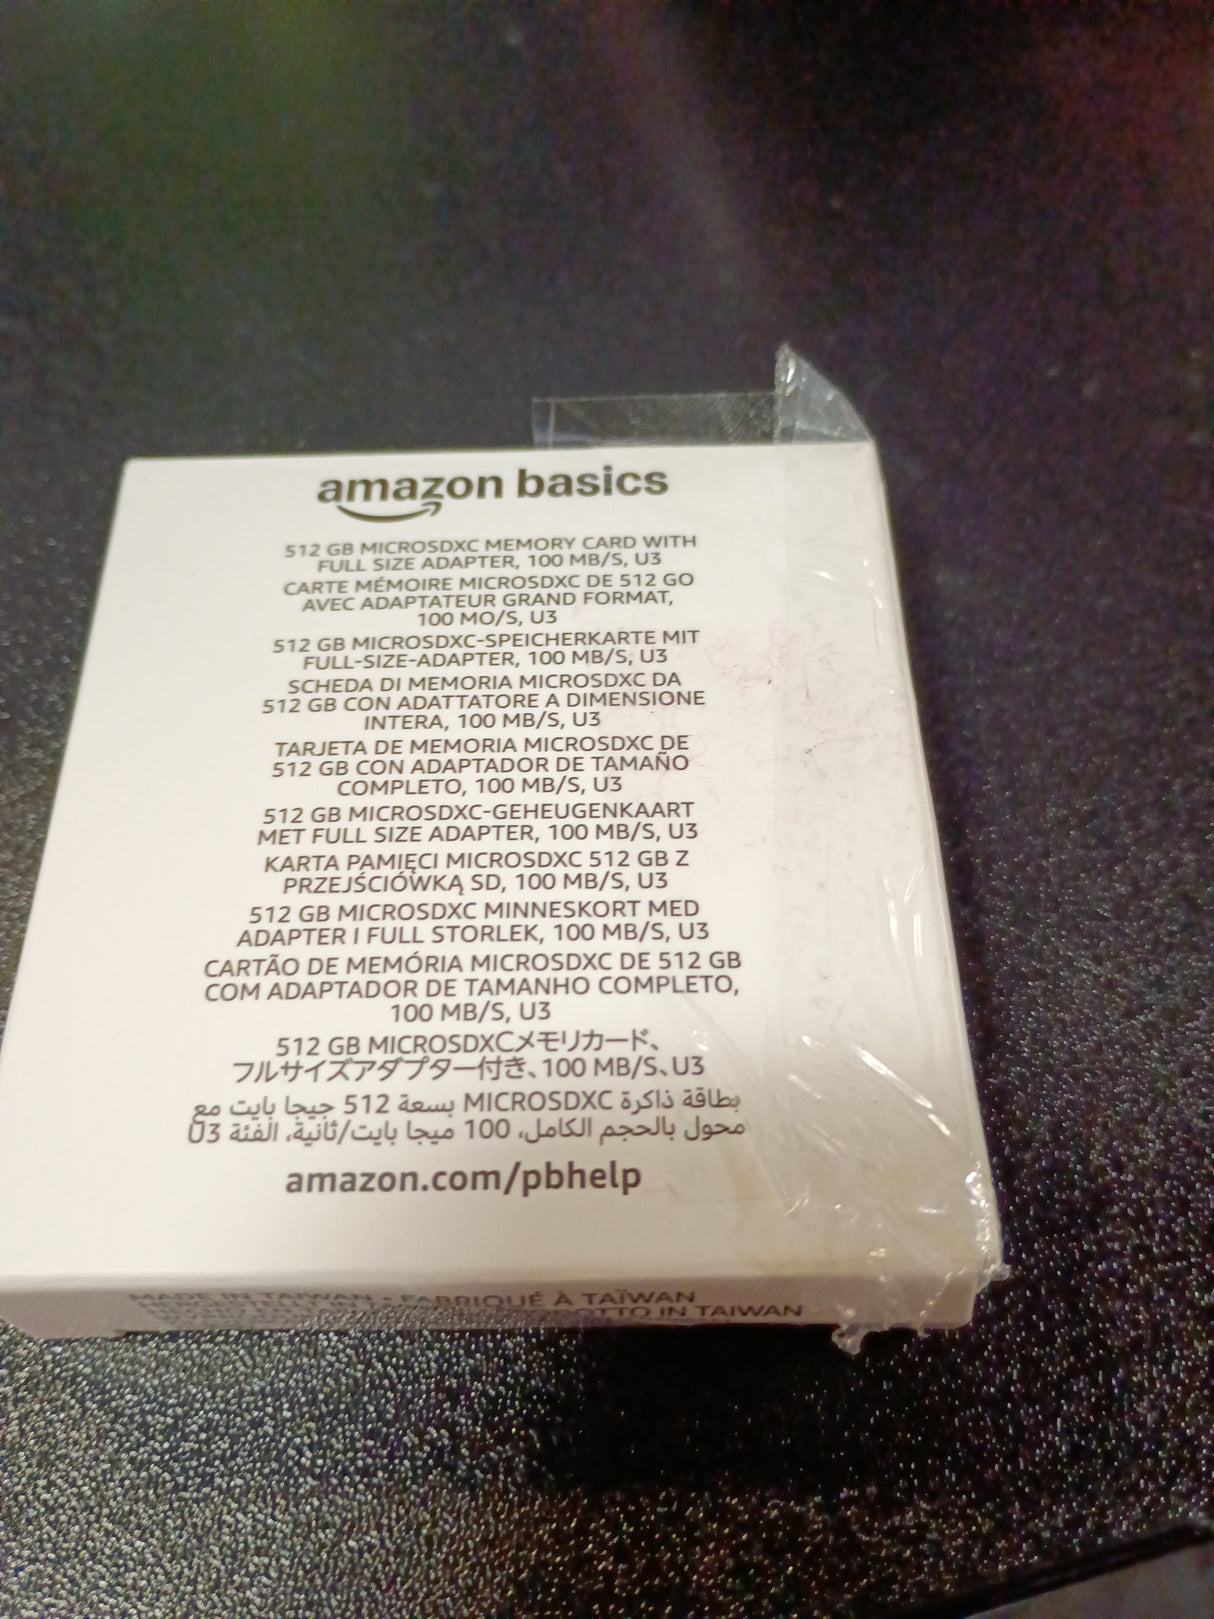 amazon basics
512 GB MICROSDXC MEMORY CARD WITH
FULL SIZE ADAPTER, 100 MB/S, U3
CARTE MÉMOIRE MICROSDXC DE 512 GO
AVEC ADAPTATEUR GRAND FORMAT,
100 MO/S, U3
512 GB MICROSDXC-SPEICHERKARTE MIT
FULL-SIZE-ADAPTER, 100 MB/S, U3
SCHEDA DI MEMORIA MICROSDXC DA
512 GB CON ADATTATORE A DIMENSIONE
INTERA, 100 MB/S, U3
TARJETA DE MEMORIA MICROSDXC DE
512 GB CON ADAPTADOR DE TAMAÑO
COMPLETO, 100 MB/S, U3
512 GB MICROSDXC-GEHEUGENKAART
MET FULL SIZE ADAPTER, 100 MB/S, U3
KARTA PAMIĘCI MICROSDXC 512 GB Z
PRZEJŚCIÓWKĄ SD, 100 MB/S, U3
512 GB MICROSDXC MINNESKORT MED
ADAPTER I FULL STORLEK, 100 MB/S, U3
CARTÃO DE MEMÓRIA MICROSDXC DE 512 GB
COM ADAPTADOR DE TAMANHO COMPLETO,
100 MB/S, U3
512 GB MICROSDXCメモリカード、
フルサイズアダプター付き、100 MB/S、U3
بطاقة ذاكرة MICROSDXC بسعة 512 جيجا بايت مع
محول بالحجم الكامل، 100 ميجا بايت/ثانية، الفئة U3
amazon.com/pbhelp
MADE IN TAIWAN • FABRIQUÉ À TAÏWAN
IN TAIWAN